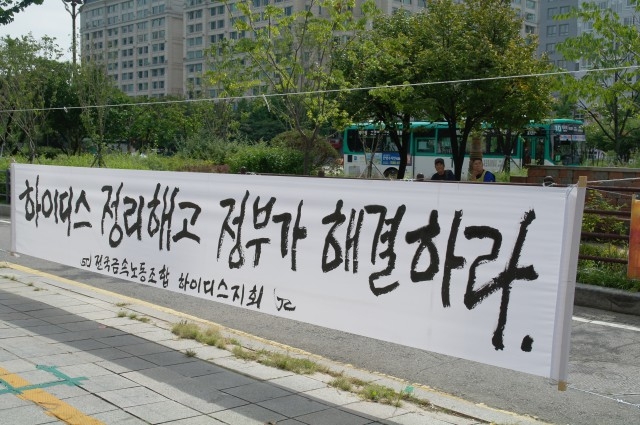 하이디스 정리해고 정부가 해결하라.
전국금속노동조합 하이디스지회